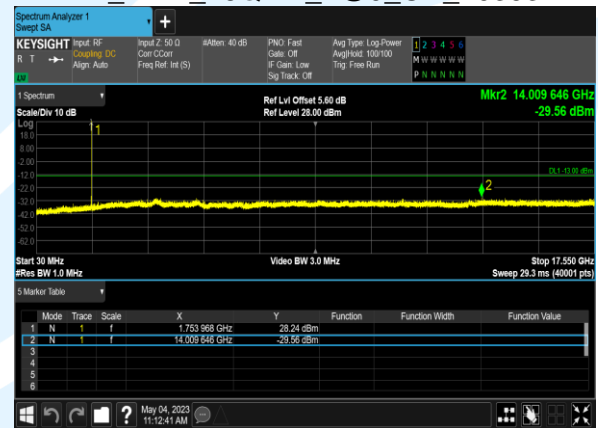 Spectrum Analyzer 1
Swept SA
KEYSIGHT
R T
LXI
Input: RF
Coupling: DC
Align: Auto
Input Z: 50 Ω
Corr CCorr
Freq Ref: Int (S)
#Atten: 40 dB
PNO: Fast
Gate: Off
IF Gain: Low
Sig Track: Off
Avg Type: Log-Power
Avg|Hold: 100/100
Trig: Free Run
1 2 3 4 5 6
M W W W W W
P N N N N N
1 Spectrum
Scale/Div 10 dB
Ref Lvl Offset 5.60 dB
Ref Level 28.00 dBm
Mkr2 14.009 646 GHz
-29.56 dBm
Log
1
18.0
8.00
-2.00
DL1 -13.00 dBm
-12.0
-22.0
2
-32.0
-42.0
-52.0
-62.0
Start 30 MHz
#Res BW 1.0 MHz
Video BW 3.0 MHz
Stop 17.550 GHz
Sweep 29.3 ms (40001 pts)
5 Marker Table
Mode Trace Scale X Y Function Function Width Function Value
1 N 1 f 1.753 968 GHz 28.24 dBm
2 N 1 f 14.009 646 GHz -29.56 dBm
3
4
5
6
?
May 04, 2023
11:12:41 AM